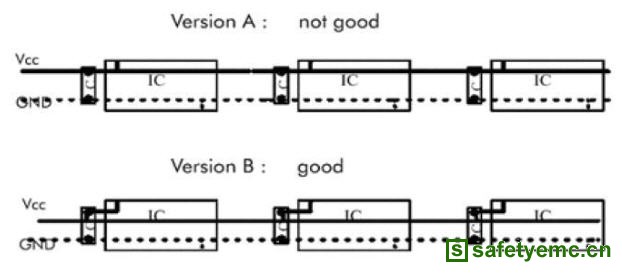 Version A : not good
Vcc
IC IC IC
C C C
GND
Version B : good
Vcc
IC IC IC
C C C
GND
S safetyemc.cn